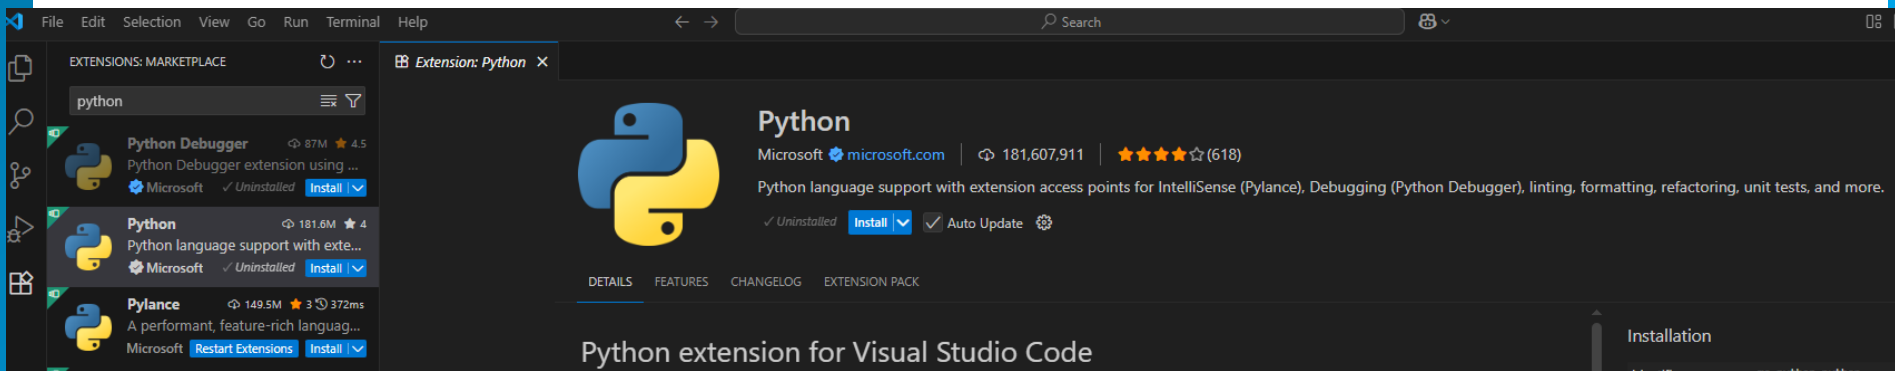 File Edit Selection View Go Run Terminal Help
Search
EXTENSIONS: MARKETPLACE
Extension: Python
python
Python Debugger 87M 4.5
Python Debugger extension using ...
Microsoft Uninstalled Install
Python 181.6M 4
Python language support with exte...
Microsoft Uninstalled Install
Pylance 149.5M 3 372ms
A performant, feature-rich languag...
Microsoft Restart Extensions Install
Python
Microsoft microsoft.com 181,607,911 (618)
Python language support with extension access points for IntelliSense (Pylance), Debugging (Python Debugger), linting, formatting, refactoring, unit tests, and more.
Uninstalled Install Auto Update
DETAILS FEATURES CHANGELOG EXTENSION PACK
Python extension for Visual Studio Code
Installation